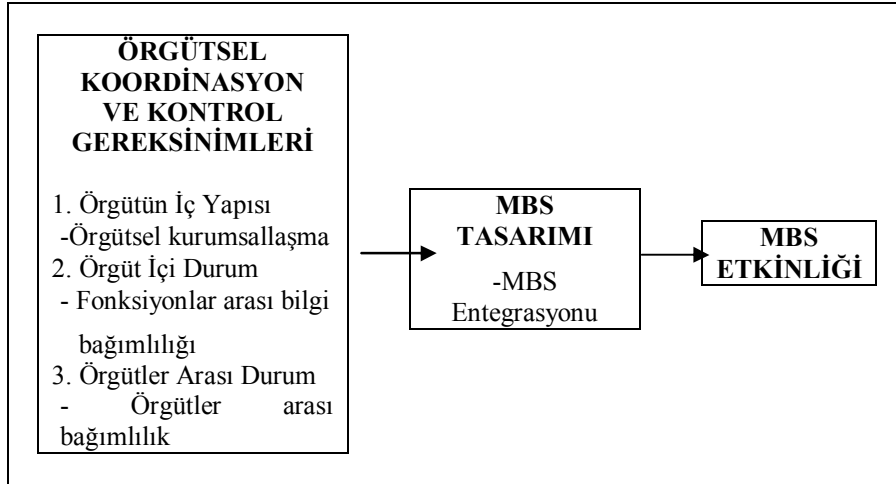 ÖRGÜTSEL
KOORDİNASYON
VE KONTROL
GEREKSİNİMLERİ
1. Örgütün İç Yapısı
-Örgütsel kurumsallaşma
2. Örgüt İçi Durum
- Fonksiyonlar arası bilgi
bağımlılığı
3. Örgütler Arası Durum
- Örgütler arası
bağımlılık
MBS
TASARIMI
-MBS
Entegrasyonu
MBS
ETKİNLİĞİ